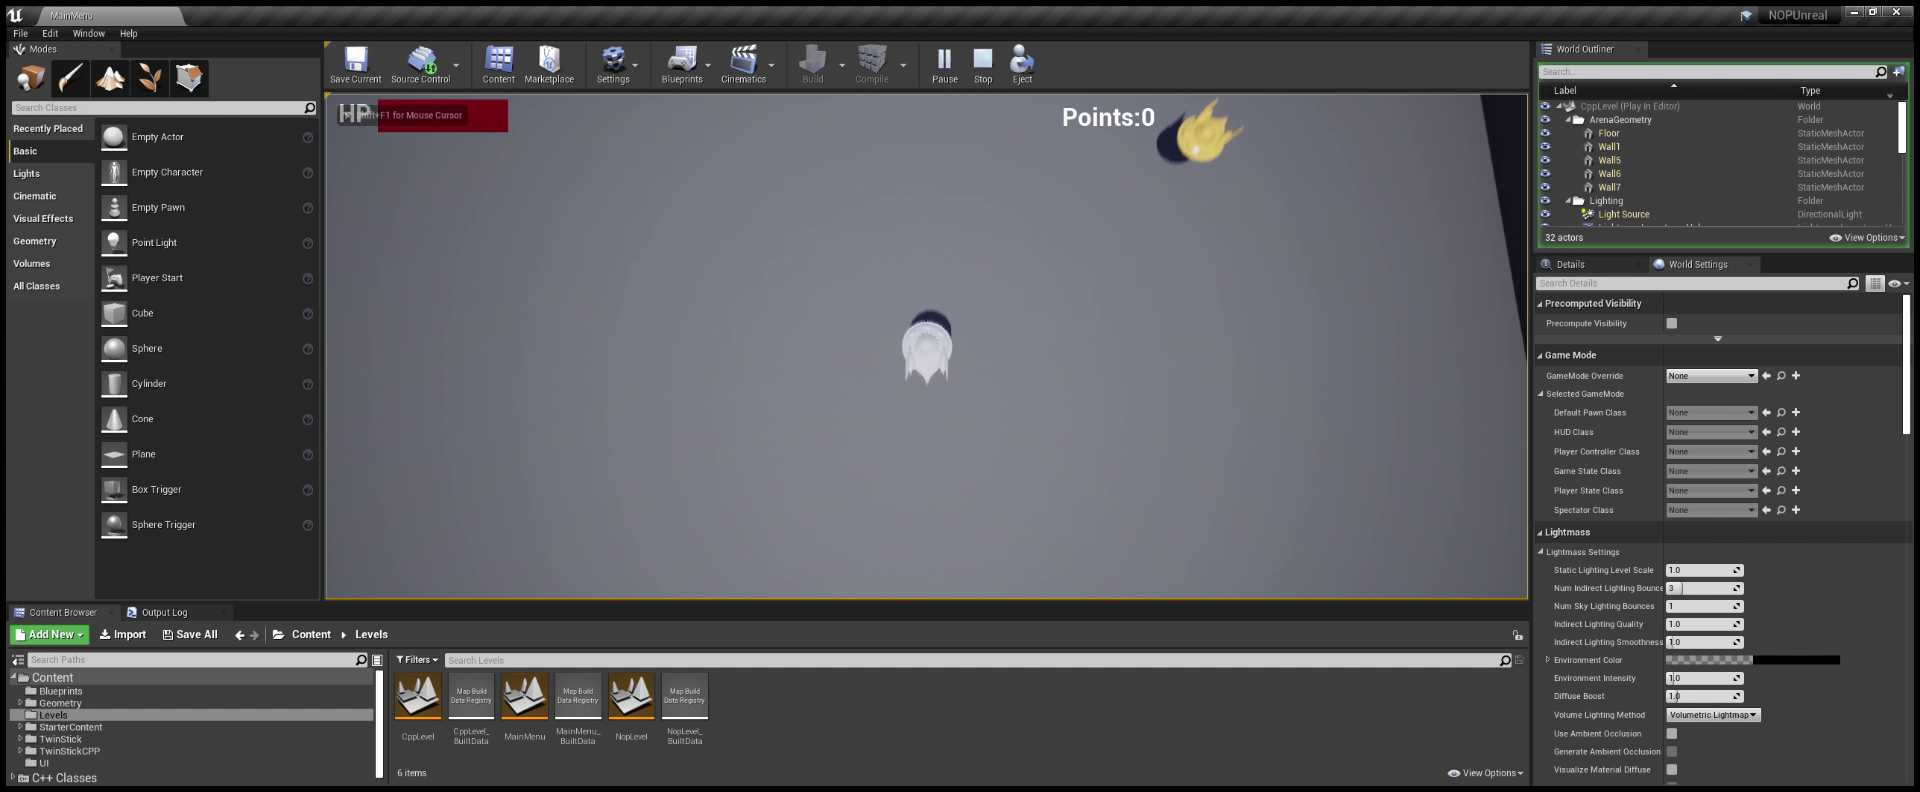 MainMenu
NOPUnreal
File Edit Window Help
Modes
Search Classes
Recently Placed
Basic
Lights
Cinematic
Visual Effects
Geometry
Volumes
All Classes
Empty Actor
Empty Character
Empty Pawn
Point Light
Player Start
Cube
Sphere
Cylinder
Cone
Plane
Box Trigger
Sphere Trigger
Save Current Source Control Content Marketplace Settings Blueprints Cinematics Build Compile Pause Stop Eject
HP
Shift+F1 for Mouse Cursor
Points:0
World Outliner
Search...
Label Type
CppLevel (Play In Editor) World
ArenaGeometry Folder
Floor StaticMeshActor
Wall1 StaticMeshActor
Wall5 StaticMeshActor
Wall6 StaticMeshActor
Wall7 StaticMeshActor
Lighting Folder
Light Source DirectionalLight
32 actors View Options
Details World Settings
Search Details
Precomputed Visibility
Precompute Visibility
Game Mode
GameMode Override None
Selected GameMode
Default Pawn Class None
HUD Class None
Player Controller Class None
Game State Class None
Player State Class None
Spectator Class None
Lightmass
Lightmass Settings
Static Lighting Level Scale 1.0
Num Indirect Lighting Bounce 3
Num Sky Lighting Bounces 1
Indirect Lighting Quality 1.0
Indirect Lighting Smoothness 1.0
Environment Color
Environment Intensity 1.0
Diffuse Boost 1.0
Volume Lighting Method Volumetric Lightmap
Use Ambient Occlusion
Generate Ambient Occlusion
Visualize Material Diffuse
Content Browser Output Log
Add New Import Save All Content Levels
Search Paths
Content
Blueprints
Geometry
Levels
StarterContent
TwinStick
TwinStickCPP
UI
C++ Classes
Filters Search Levels
Map Build
Data Registry
Map Build
Data Registry
Map Build
Data Registry
CppLevel
CppLevel_
BuiltData
MainMenu
MainMenu_
BuiltData
NopLevel
NopLevel_
BuiltData
6 items View Options